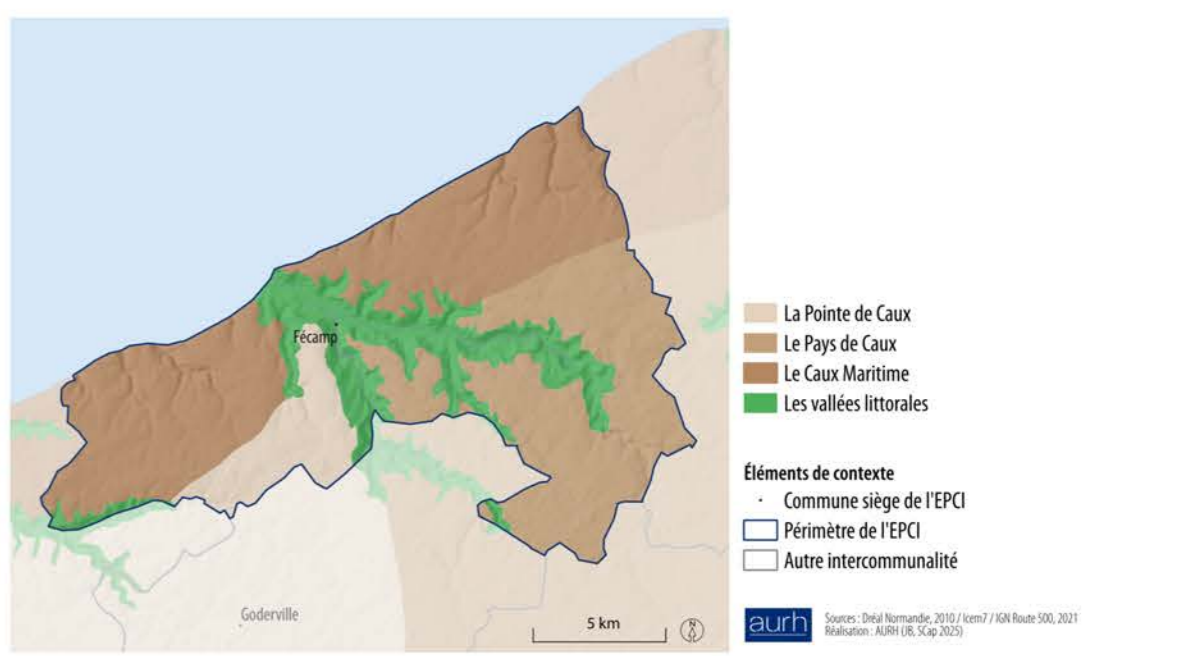 Fécamp
Goderville
5 km
N
La Pointe de Caux
Le Pays de Caux
Le Caux Maritime
Les vallées littorales
Éléments de contexte
Commune siège de l'EPCI
Périmètre de l'EPCI
Autre intercommunalité
aurh
Sources : Dréal Normandie, 2010 / Icem7 / IGN Route 500, 2021
Réalisation : AURH (JB, SCap 2025)